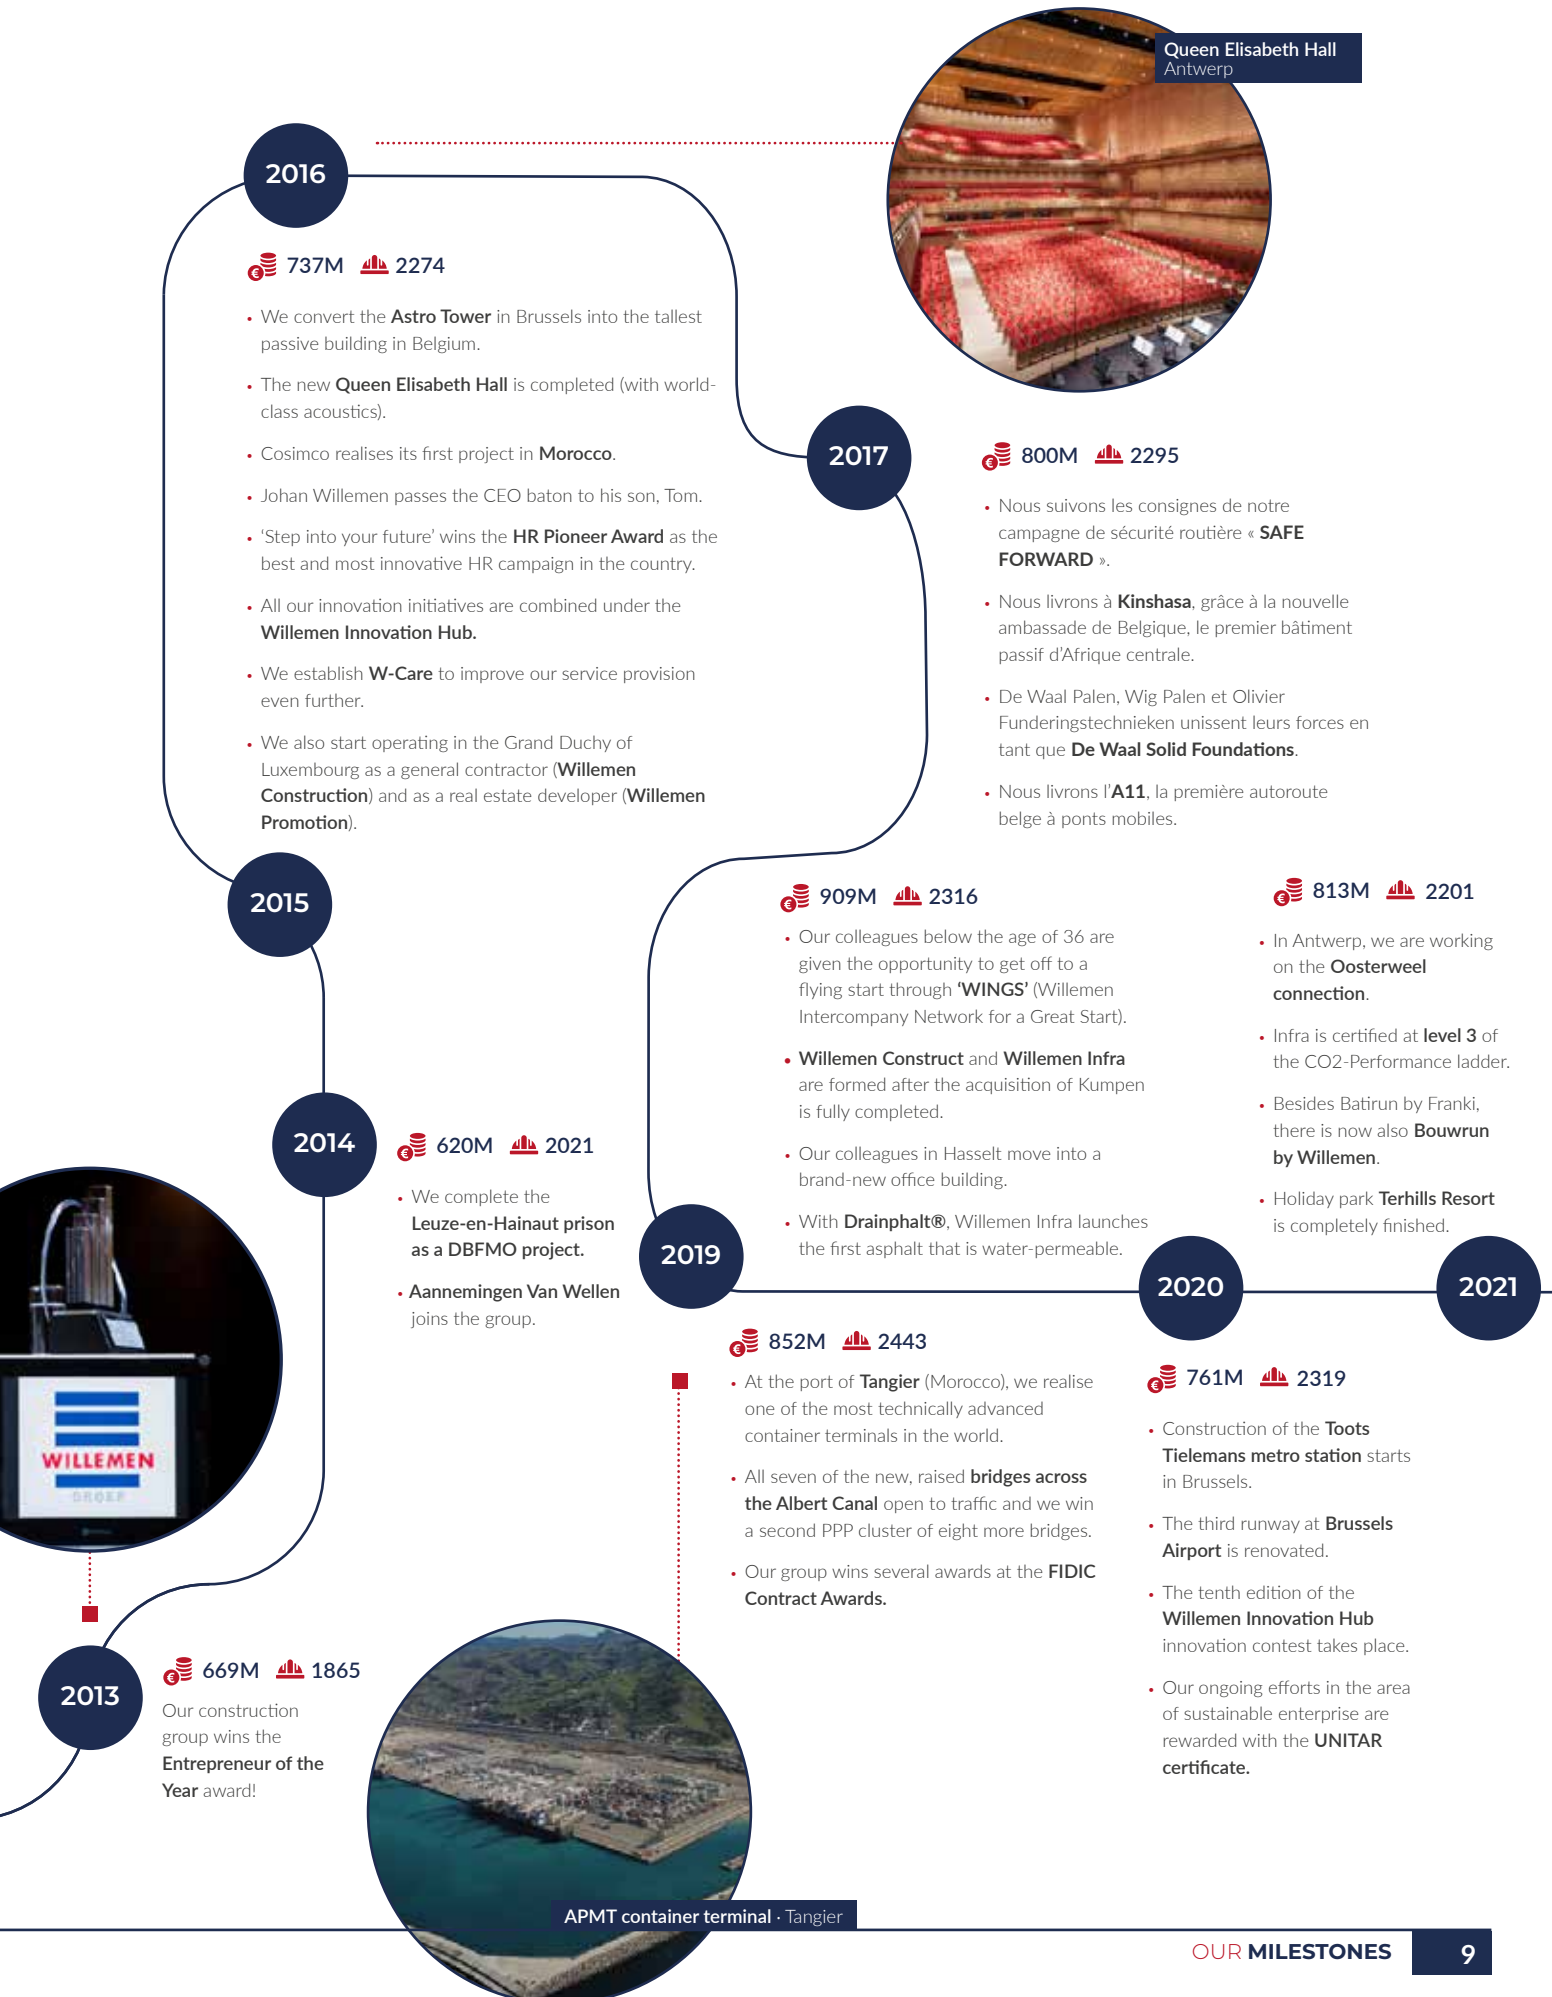 Queen Elisabeth Hall
Antwerp
2016
737M 2274
• We convert the Astro Tower in Brussels into the tallest
passive building in Belgium.
• The new Queen Elisabeth Hall is completed (with world-
class acoustics).
• Cosimco realises its first project in Morocco.
• Johan Willemen passes the CEO baton to his son, Tom.
• ‘Step into your future’ wins the HR Pioneer Award as the
best and most innovative HR campaign in the country.
• All our innovation initiatives are combined under the
Willemen Innovation Hub.
• We establish W-Care to improve our service provision
even further.
• We also start operating in the Grand Duchy of
Luxembourg as a general contractor (Willemen
Construction) and as a real estate developer (Willemen
Promotion).
2017
800M 2295
• Nous suivons les consignes de notre
campagne de sécurité routière « SAFE
FORWARD ».
• Nous livrons à Kinshasa, grâce à la nouvelle
ambassade de Belgique, le premier bâtiment
passif d’Afrique centrale.
• De Waal Palen, Wig Palen et Olivier
Funderingstechnieken unissent leurs forces en
tant que De Waal Solid Foundations.
• Nous livrons l’A11, la première autoroute
belge à ponts mobiles.
2015
909M 2316
• Our colleagues below the age of 36 are
given the opportunity to get off to a
flying start through ‘WINGS’ (Willemen
Intercompany Network for a Great Start).
• Willemen Construct and Willemen Infra
are formed after the acquisition of Kumpen
is fully completed.
• Our colleagues in Hasselt move into a
brand-new office building.
• With Drainphalt®, Willemen Infra launches
the first asphalt that is water-permeable.
813M 2201
• In Antwerp, we are working
on the Oosterweel
connection.
• Infra is certified at level 3 of
the CO2-Performance ladder.
• Besides Batirun by Franki,
there is now also Bouwrun
by Willemen.
• Holiday park Terhills Resort
is completely finished.
2014
620M 2021
• We complete the
Leuze-en-Hainaut prison
as a DBFMO project.
• Aannemingen Van Wellen
joins the group.
2019
2020
2021
852M 2443
• At the port of Tangier (Morocco), we realise
one of the most technically advanced
container terminals in the world.
• All seven of the new, raised bridges across
the Albert Canal open to traffic and we win
a second PPP cluster of eight more bridges.
• Our group wins several awards at the FIDIC
Contract Awards.
761M 2319
• Construction of the Toots
Tielemans metro station starts
in Brussels.
• The third runway at Brussels
Airport is renovated.
• The tenth edition of the
Willemen Innovation Hub
innovation contest takes place.
• Our ongoing efforts in the area
of sustainable enterprise are
rewarded with the UNITAR
certificate.
WILLEMEN
GROEP
2013
669M 1865
Our construction
group wins the
Entrepreneur of the
Year award!
APMT container terminal · Tangier
OUR MILESTONES 9